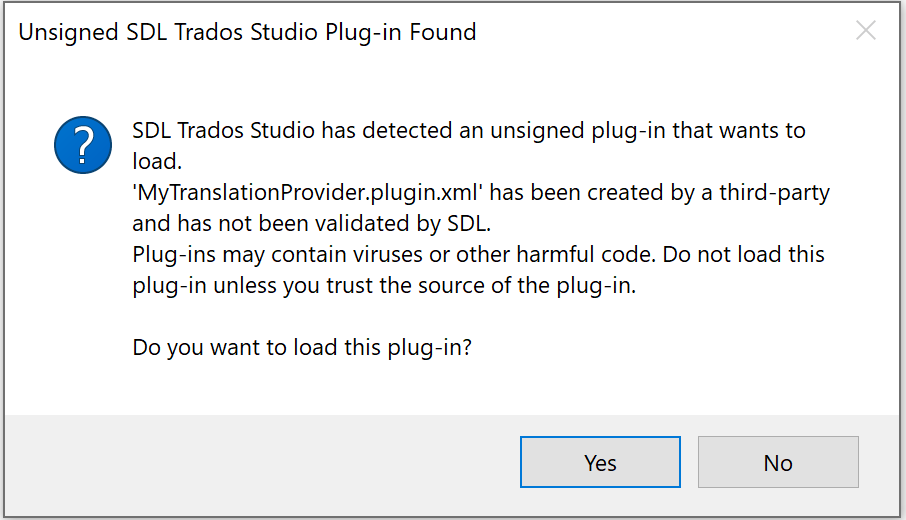 Unsigned SDL Trados Studio Plug-in Found
SDL Trados Studio has detected an unsigned plug-in that wants to
load.
'MyTranslationProvider.plugin.xml' has been created by a third-party
and has not been validated by SDL.
Plug-ins may contain viruses or other harmful code. Do not load this
plug-in unless you trust the source of the plug-in.
Do you want to load this plug-in?
Yes
No